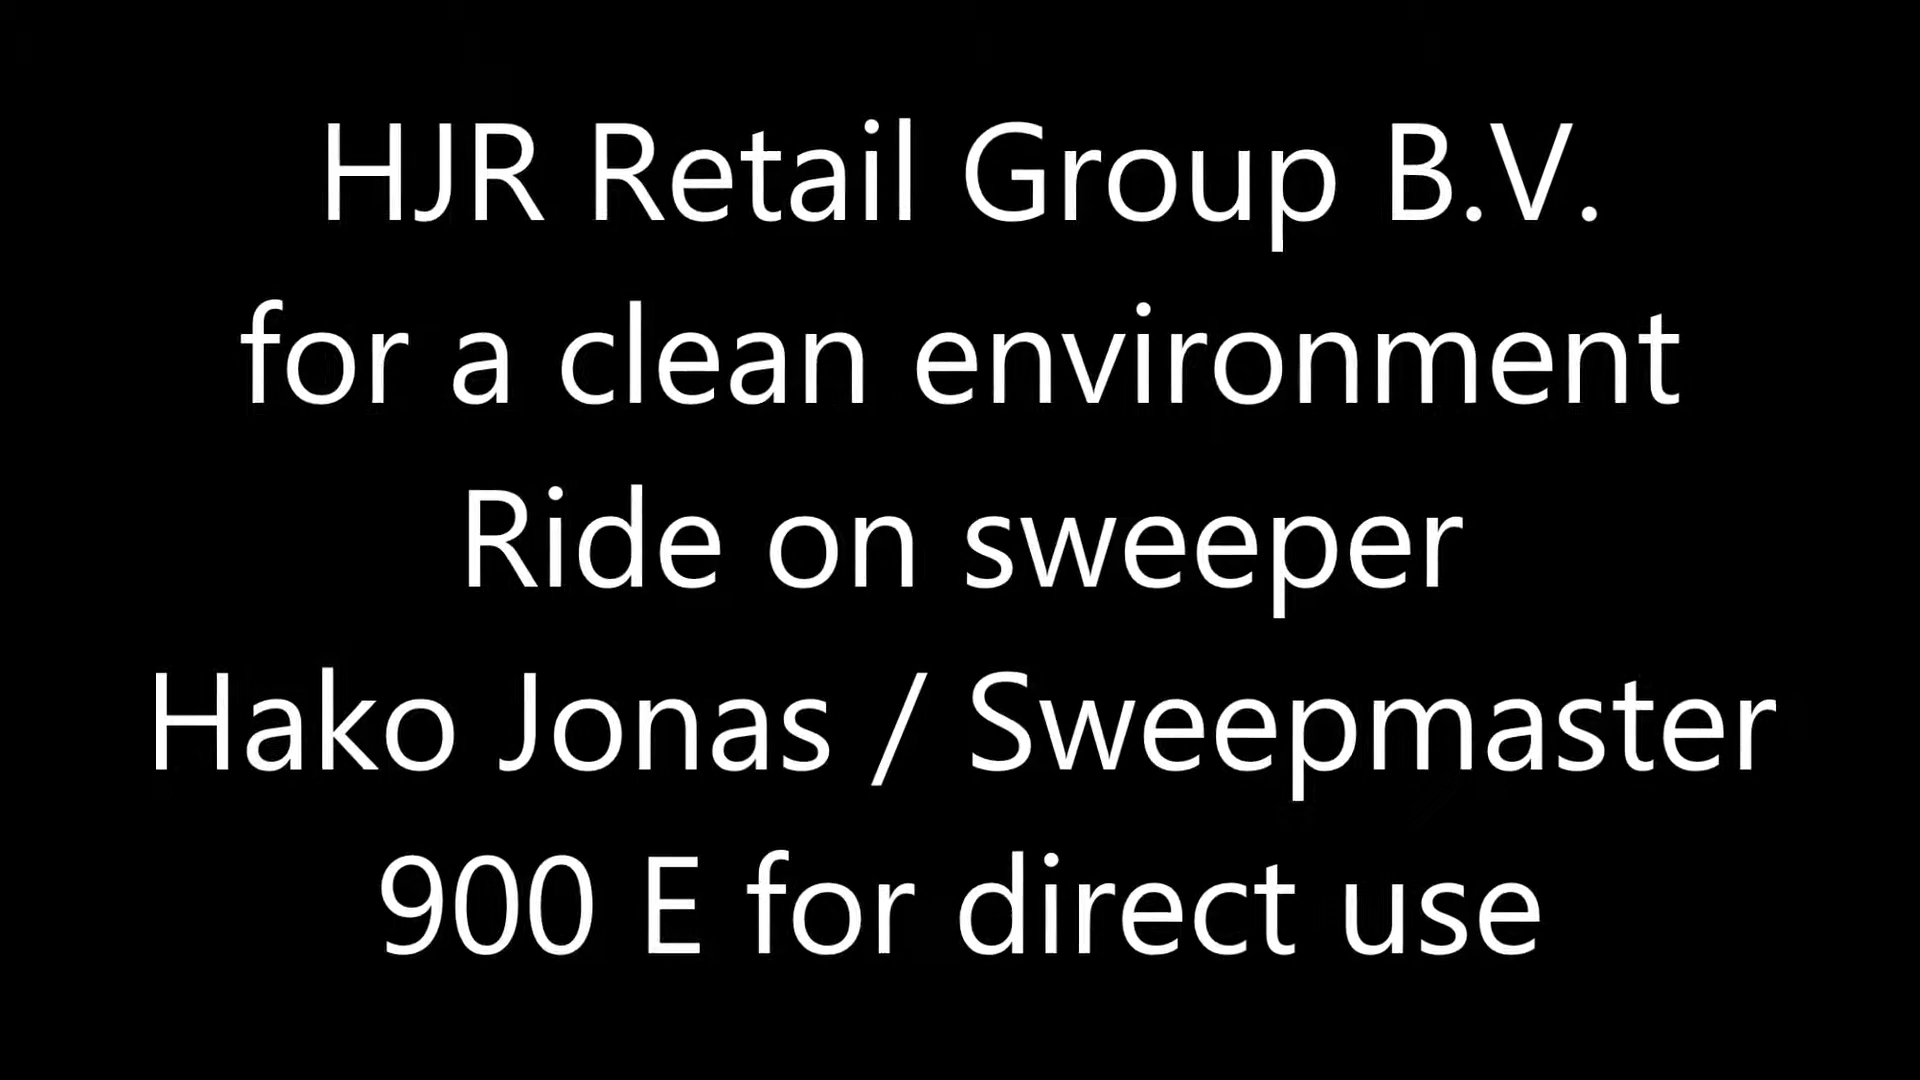 HJR Retail Group B.V.
for a clean environment
Ride on sweeper
Hako Jonas / Sweepmaster
900 E for direct use